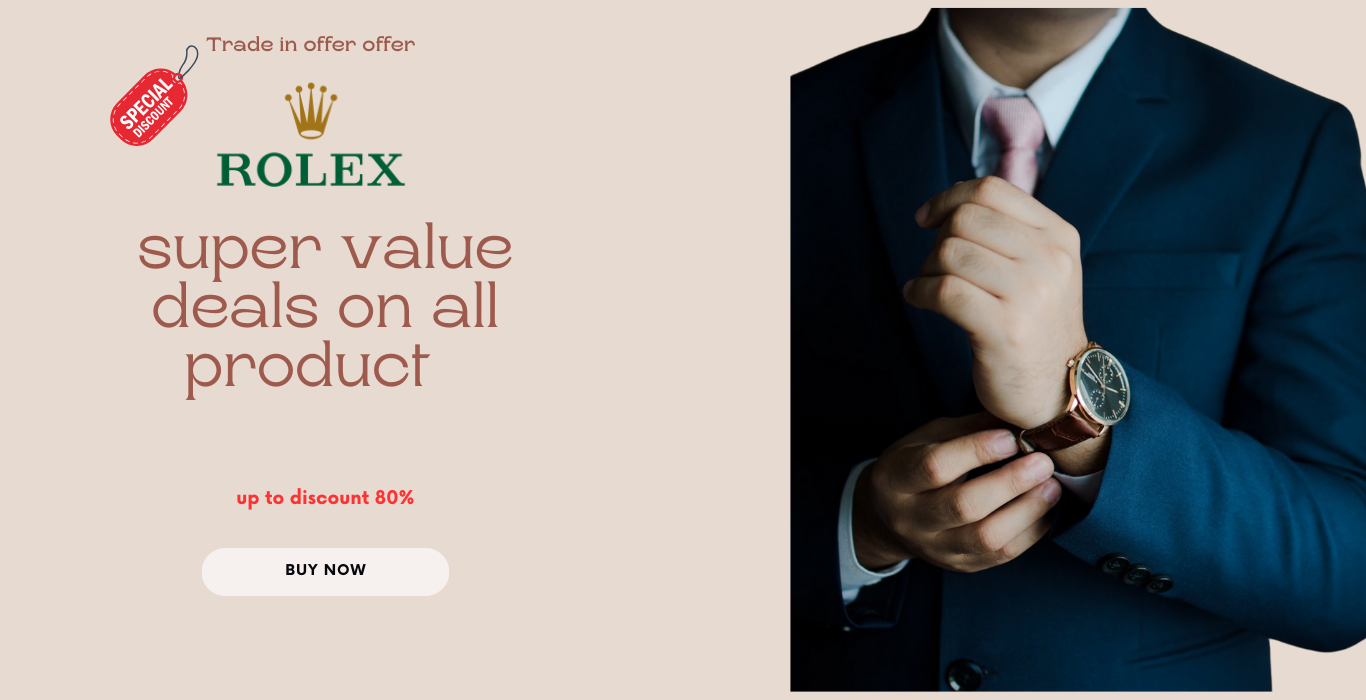 Trade in offer offer
SPECIAL
DISCOUNT
ROLEX
super value
deals on all
product
up to discount 80%
BUY NOW